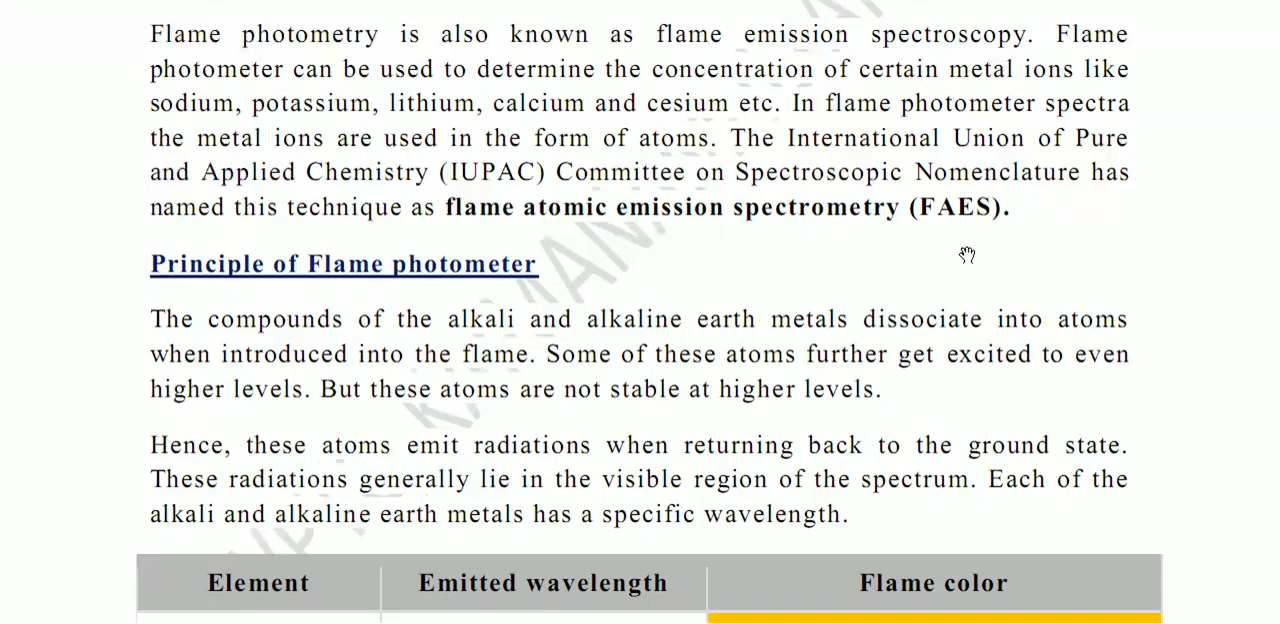 Flame photometry is also known as flame emission spectroscopy. Flame
photometer can be used to determine the concentration of certain metal ions like
sodium, potassium, lithium, calcium and cesium etc. In flame photometer spectra
the metal ions are used in the form of atoms. The International Union of Pure
and Applied Chemistry (IUPAC) Committee on Spectroscopic Nomenclature has
named this technique as flame atomic emission spectrometry (FAES).
Principle of Flame photometer
The compounds of the alkali and alkaline earth metals dissociate into atoms
when introduced into the flame. Some of these atoms further get excited to even
higher levels. But these atoms are not stable at higher levels.
Hence, these atoms emit radiations when returning back to the ground state.
These radiations generally lie in the visible region of the spectrum. Each of the
alkali and alkaline earth metals has a specific wavelength.
Element Emitted wavelength Flame color